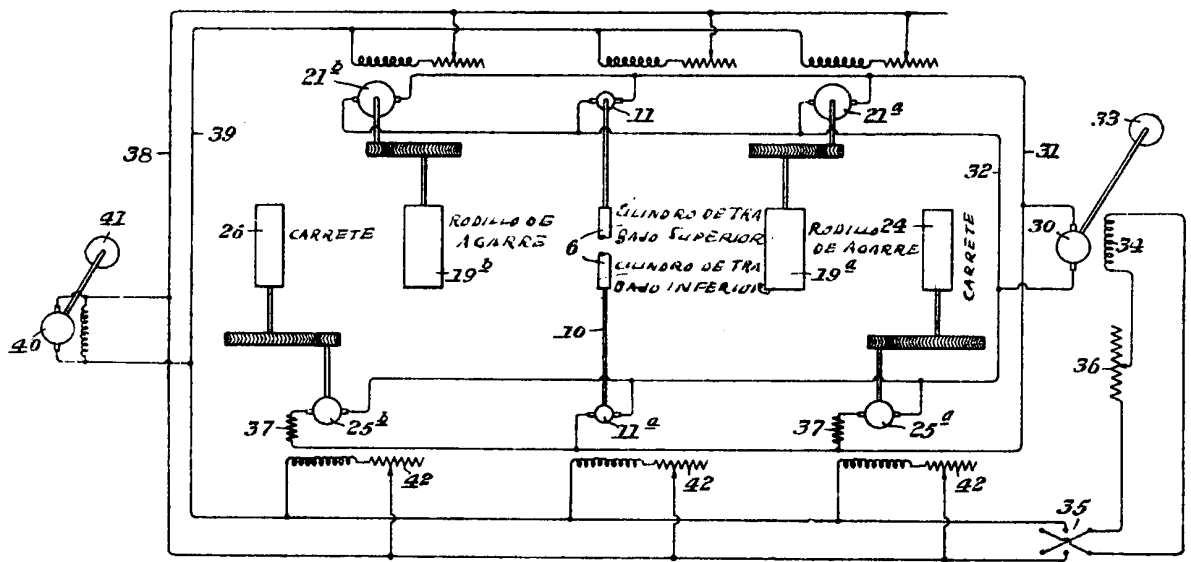 21ᵇ
11
21ᵃ
33
39
38
32
31
41
26
CARRETE
RODILLO DE
AGARRE
19ᵇ
6
CILINDRO DE TRA
BAJO SUPERIOR
CILINDRO DE TRA
BAJO INFERIOR
RODILLO
DE AGARRE
19ᵃ
24
CARRETE
30
34
40
10
36
37
25ᵇ
11ᵃ
37
25ᵃ
42
42
42
35